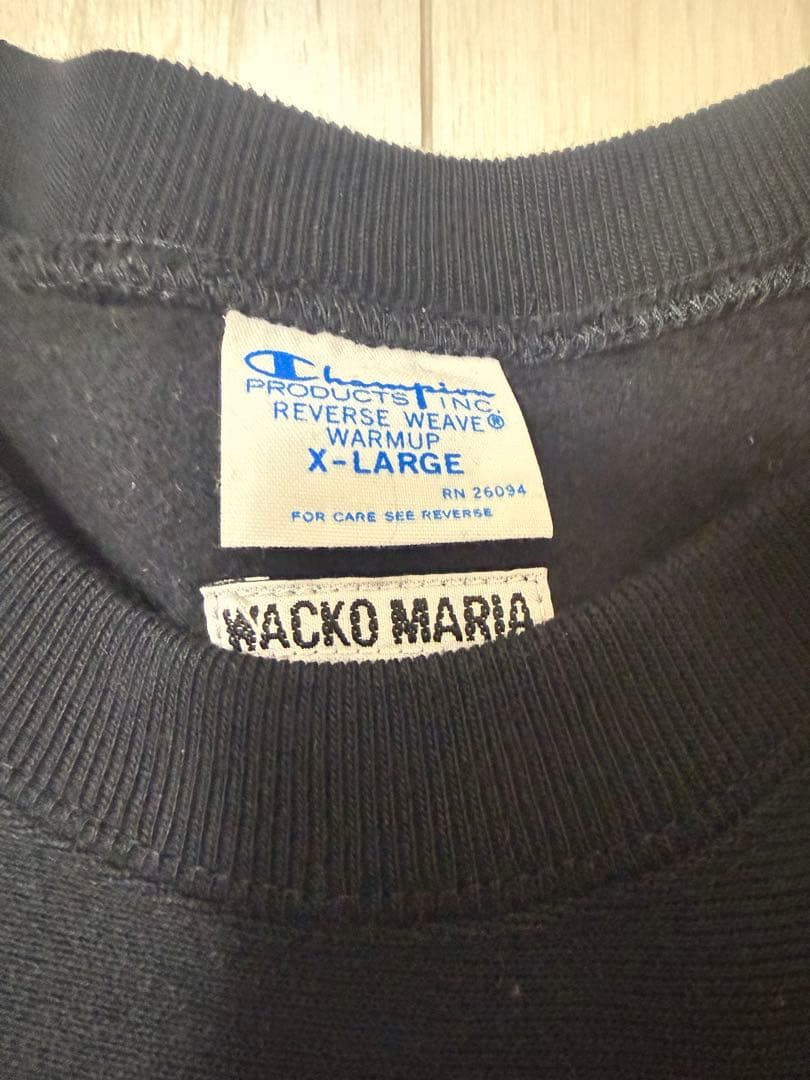 Champion
PRODUCTS INC.
REVERSE WEAVE®
WARMUP
X-LARGE
RN 26094
FOR CARE SEE REVERSE
WACKO MARIA